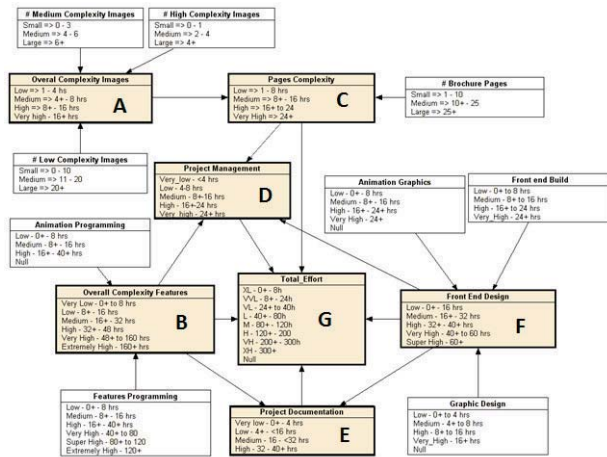 # Medium Complexity Images
Small => 0 - 3
Medium => 4 - 6
Large => 6+
# High Complexity Images
Small => 0 - 1
Medium => 2 - 4
Large => 4+
Overal Complexity Images
Low => 1 - 4 hs
Medium => 4+ - 8 hrs
High => 8+ - 16 hrs
Very high - 16+ hrs
A
Pages Complexity
Low => 1 - 8 hrs
Medium => 8+ - 16 hrs
High => 16+ to 24
Very High => 24+
C
# Brochure Pages
Small => 1 - 10
Medium => 10+ - 25
Large => 25+
# Low Complexity Images
Small => 0 - 10
Medium => 11 - 20
Large => 20+
Project Management
Very_low - <4 hrs
Low - 4-8 hrs
Medium - 8+-16 hrs
High - 16+-24 hrs
Very_high - 24+ hrs
D
Animation Graphics
Low - 0+ - 8 hrs
Medium - 8+ - 16 hrs
High - 16+ - 24+ hrs
Very High - 24+
Null
Front end Build
Low - 0+ to 8 hrs
Medium - 8+ to 16 hrs
High - 16+ to 24 hrs
Very_High - 24+ hrs
Animation Programming
Low - 0+ - 8 hrs
Medium - 8+ - 16 hrs
High - 16+ - 40+ hrs
Null
Overall Complexity Features
Very Low - 0+ to 8 hrs
Low - 8+ - 16 hrs
Medium - 16+ - 32 hrs
High - 32+ - 48 hrs
Very High - 48+ to 160 hrs
Extremely High - 160+ hrs
B
Total_Effort
XL - 0+ - 8h
VVL - 8+ - 24h
VL - 24+ to 40h
L - 40+ - 80h
M - 80+ - 120h
H - 120+ - 200
VH - 200+ - 300h
XH - 300+
G
Front End Design
Low - 0+ - 16 hrs
Medium - 16+ - 32 hrs
High - 32+ - 40+ hrs
Very High - 40+ to 60 hrs
Super High - 60+
F
Features Programming
Low - 0+ - 8 hrs
Medium - 8+ - 16 hrs
High - 16+ - 40+ hrs
Very High - 40+ to 80
Super High - 80+ to 120
Extremely High - 120+
Project Documentation
Very low - 0+ - 4 hrs
Low - 4+ - <16 hrs
Medium - 16 - <32 hrs
High - 32 - 40+ hrs
E
Graphic Design
Low - 0+ to 4 hrs
Medium - 4+ to 8 hrs
High - 8+ to 16 hrs
Very_High - 16+ hrs
Null